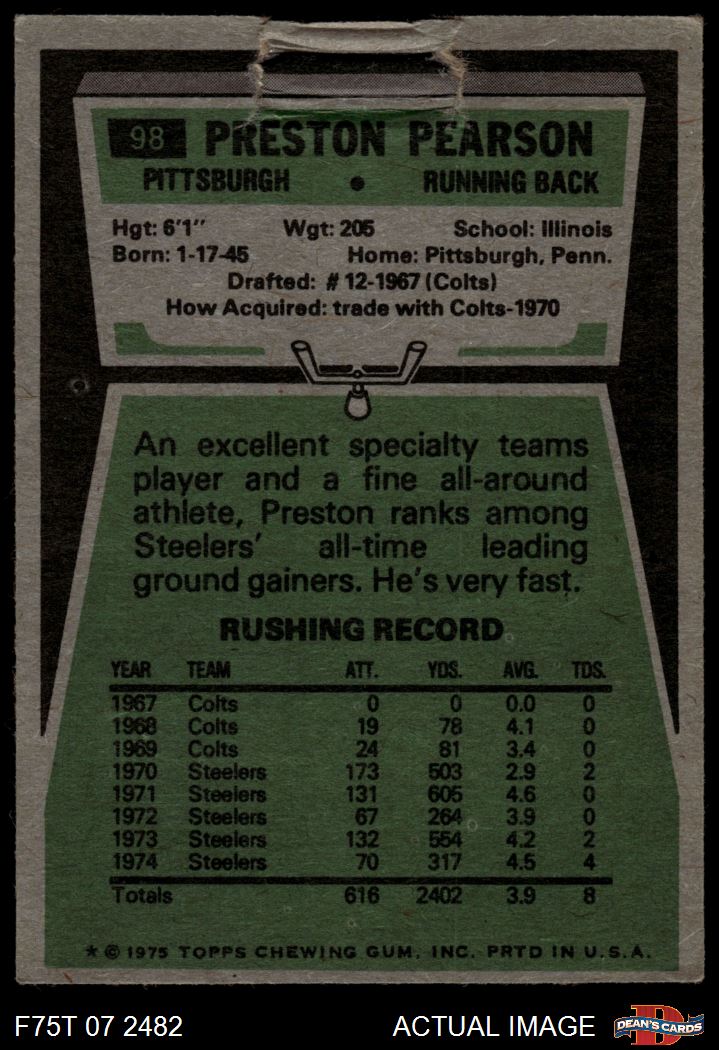 98 PRESTON PEARSON
PITTSBURGH • RUNNING BACK
Hgt: 6'1" Wgt: 205 School: Illinois
Born: 1-17-45 Home: Pittsburgh, Penn.
Drafted: # 12-1967 (Colts)
How Acquired: trade with Colts-1970
An excellent specialty teams
player and a fine all-around
athlete, Preston ranks among
Steelers' all-time leading
ground gainers. He's very fast.
RUSHING RECORD
YEAR TEAM ATT. YDS. AVG. TDS.
1967 Colts 0 0 0.0 0
1968 Colts 19 78 4.1 0
1969 Colts 24 81 3.4 0
1970 Steelers 173 503 2.9 2
1971 Steelers 131 605 4.6 0
1972 Steelers 67 264 3.9 0
1973 Steelers 132 554 4.2 2
1974 Steelers 70 317 4.5 4
Totals 616 2402 3.9 8
* © 1975 TOPPS CHEWING GUM, INC. PRTD IN U.S.A.
F75T 07 2482 ACTUAL IMAGE D DEAN'S CARDS